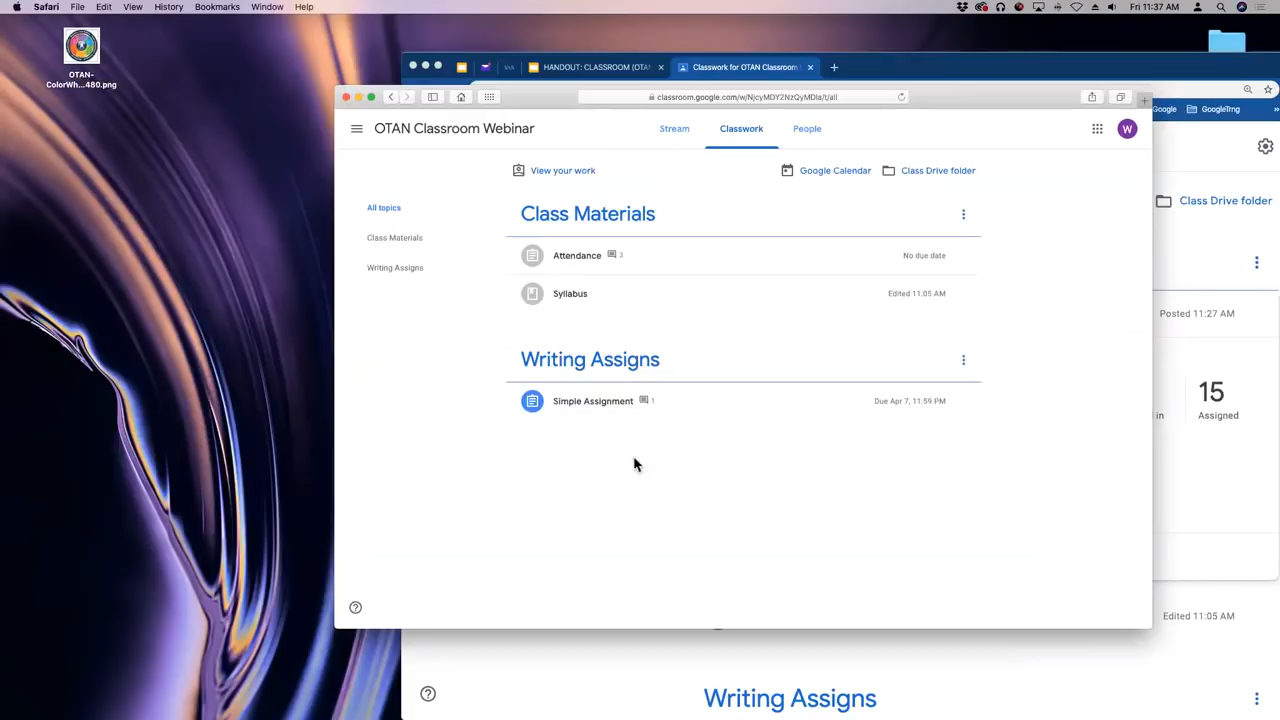 Safari File Edit View History Bookmarks Window Help
Fri 11:37 AM
OTAN-
ColorWh...480.png
HANDOUT: CLASSROOM (OTAN
Classwork for OTAN Classroom
classroom.google.com/w/NjcyMDY2NzQyMDla/t/all
Google
GoogleTrng
OTAN Classroom Webinar
Stream
Classwork
People
W
View your work
Google Calendar
Class Drive folder
Class Drive folder
All topics
Class Materials
Writing Assigns
Class Materials
Attendance 3
No due date
Syllabus
Edited 11:05 AM
Writing Assigns
Simple Assignment 1
Due Apr 7, 11:59 PM
Posted 11:27 AM
15
in
Assigned
Edited 11:05 AM
Writing Assigns